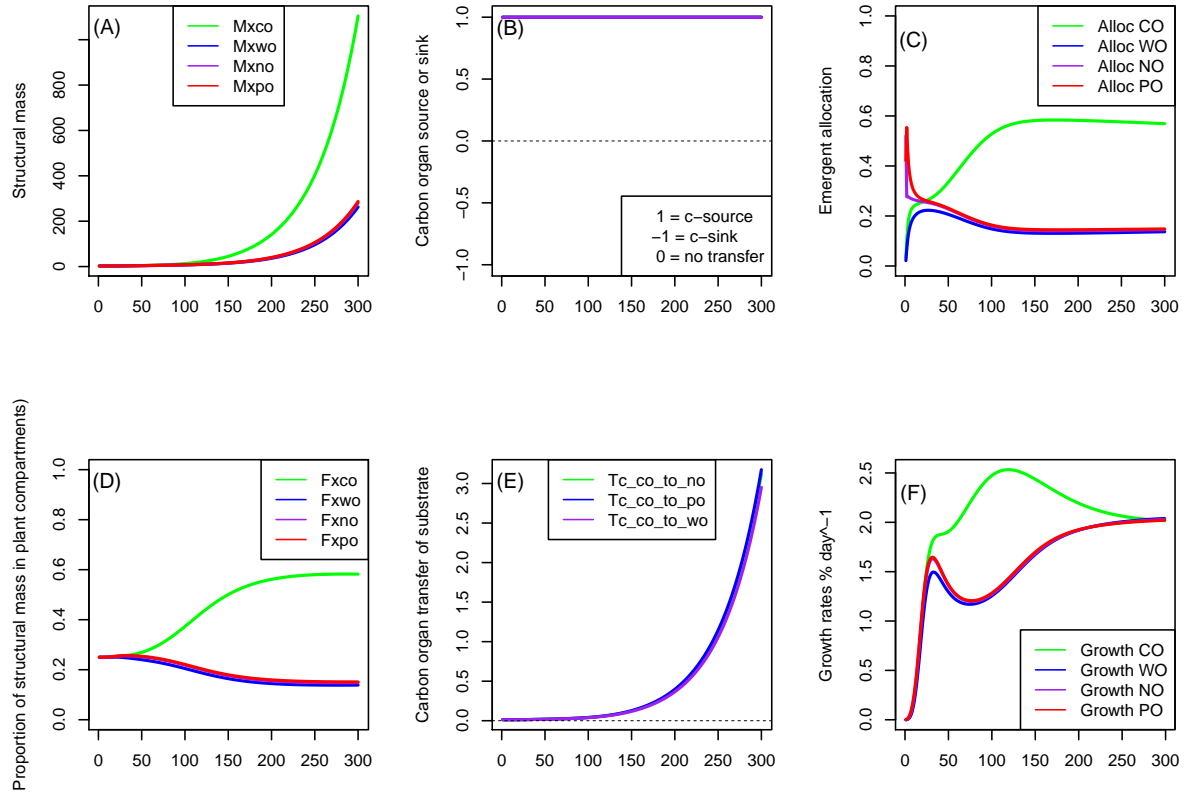 Structural mass
0 200 400 600 800
(A)
Mxco
Mxwo
Mxno
Mxpo
0 50 100 150 200 250 300
Carbon organ source or sink
−1.0 −0.5 0.0 0.5 1.0
(B)
1 = c−source
−1 = c−sink
0 = no transfer
0 50 100 150 200 250 300
Emergent allocation
0.0 0.2 0.4 0.6 0.8 1.0
(C)
Alloc CO
Alloc WO
Alloc NO
Alloc PO
0 50 100 150 200 250 300
Proportion of structural mass in plant compartments)
0.0 0.2 0.4 0.6 0.8 1.0
(D)
Fxco
Fxwo
Fxno
Fxpo
0 50 100 150 200 250 300
Carbon organ transfer of substrate
0.0 0.5 1.0 1.5 2.0 2.5 3.0
(E)
Tc_co_to_no
Tc_co_to_po
Tc_co_to_wo
0 50 100 150 200 250 300
Growth rates % day^−1
0.0 0.5 1.0 1.5 2.0 2.5
(F)
Growth CO
Growth WO
Growth NO
Growth PO
0 50 100 150 200 250 300